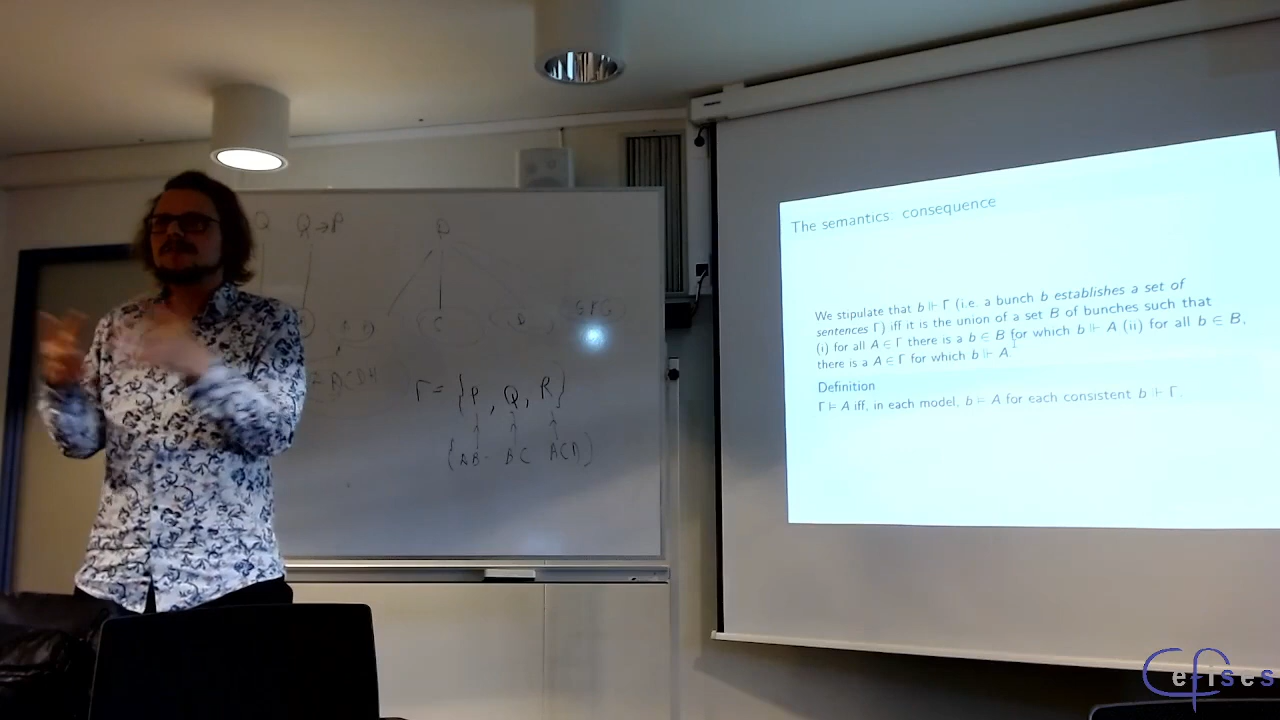 Q Q→P
P
Γ = {P, Q, R}
BC
The semantics: consequence
We stipulate that b ⊩ Γ (i.e. a bunch b establishes a set of
sentences Γ) iff it is the union of a set B of bunches such that
(i) for all A ∈ Γ there is a b ∈ B for which b ⊩ A (ii) for all b ∈ B,
there is a A ∈ Γ for which b ⊩ A.
Definition
Γ ⊨ A iff, in each model, b ⊨ A for each consistent b ⊩ Γ.
Cefises